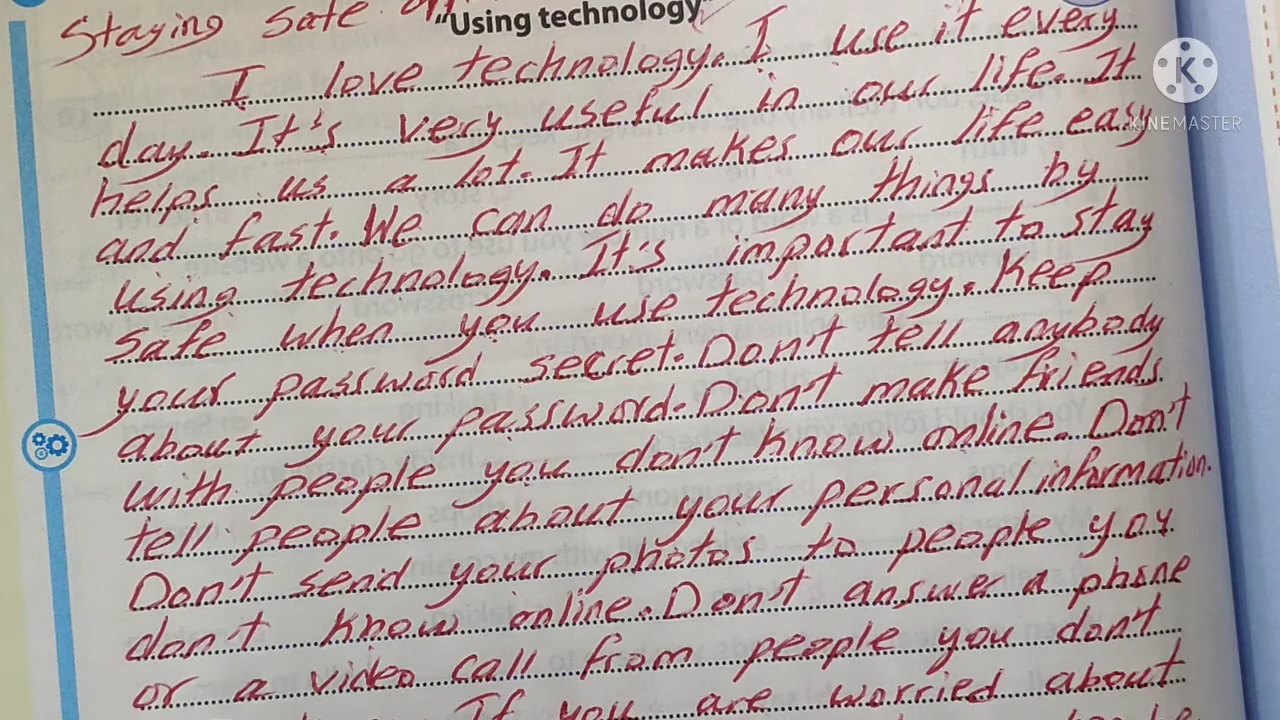 Staying safe
"Using technology"
I love technology. I use it every
day. It's very useful in our life. It
helps us a lot. It makes our life easy
and fast. We can do many things by
using technology. It's important to stay
safe when you use technology. Keep
your password secret. Don't tell anybody
about your password. Don't make friends
with people you don't know online. Don't
tell people about your personal information.
Don't send your photos to people you
don't know online. Don't answer a phone
or a video call from people you don't
If you are worried about
K
KINEMASTER